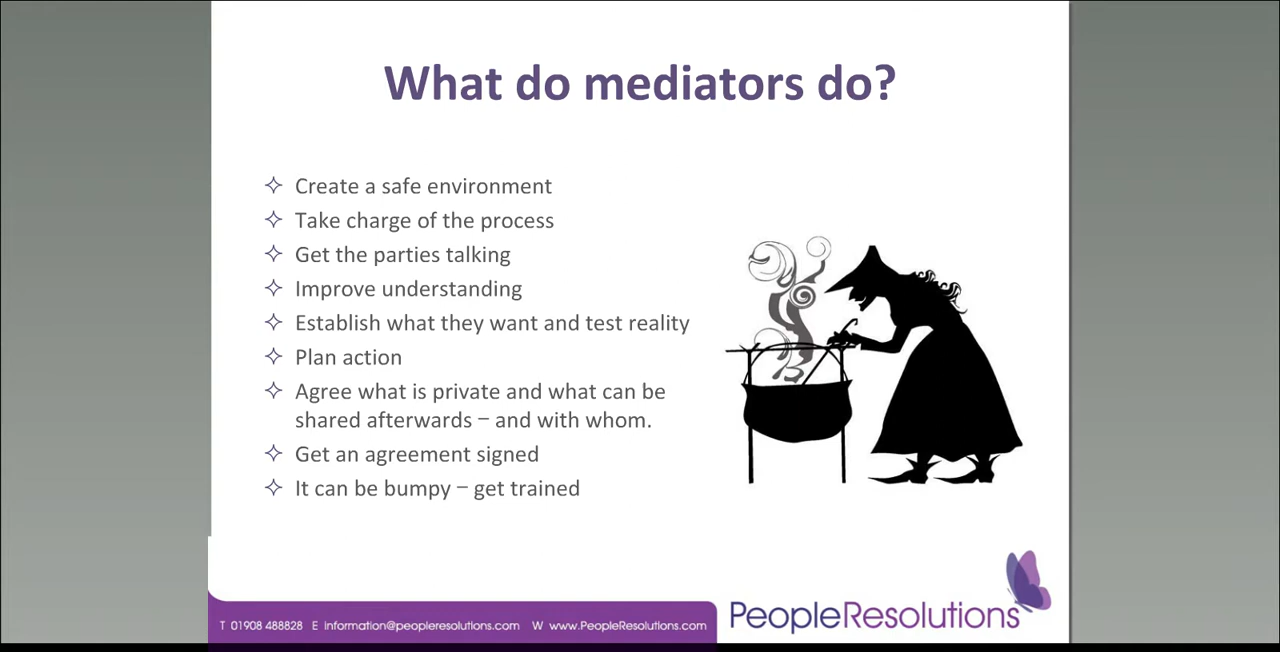 What do mediators do?
Create a safe environment
Take charge of the process
Get the parties talking
Improve understanding
Establish what they want and test reality
Plan action
Agree what is private and what can be
shared afterwards – and with whom.
Get an agreement signed
It can be bumpy – get trained
T 01908 488828 E information@peopleresolutions.com W www.PeopleResolutions.com
PeopleResolutions